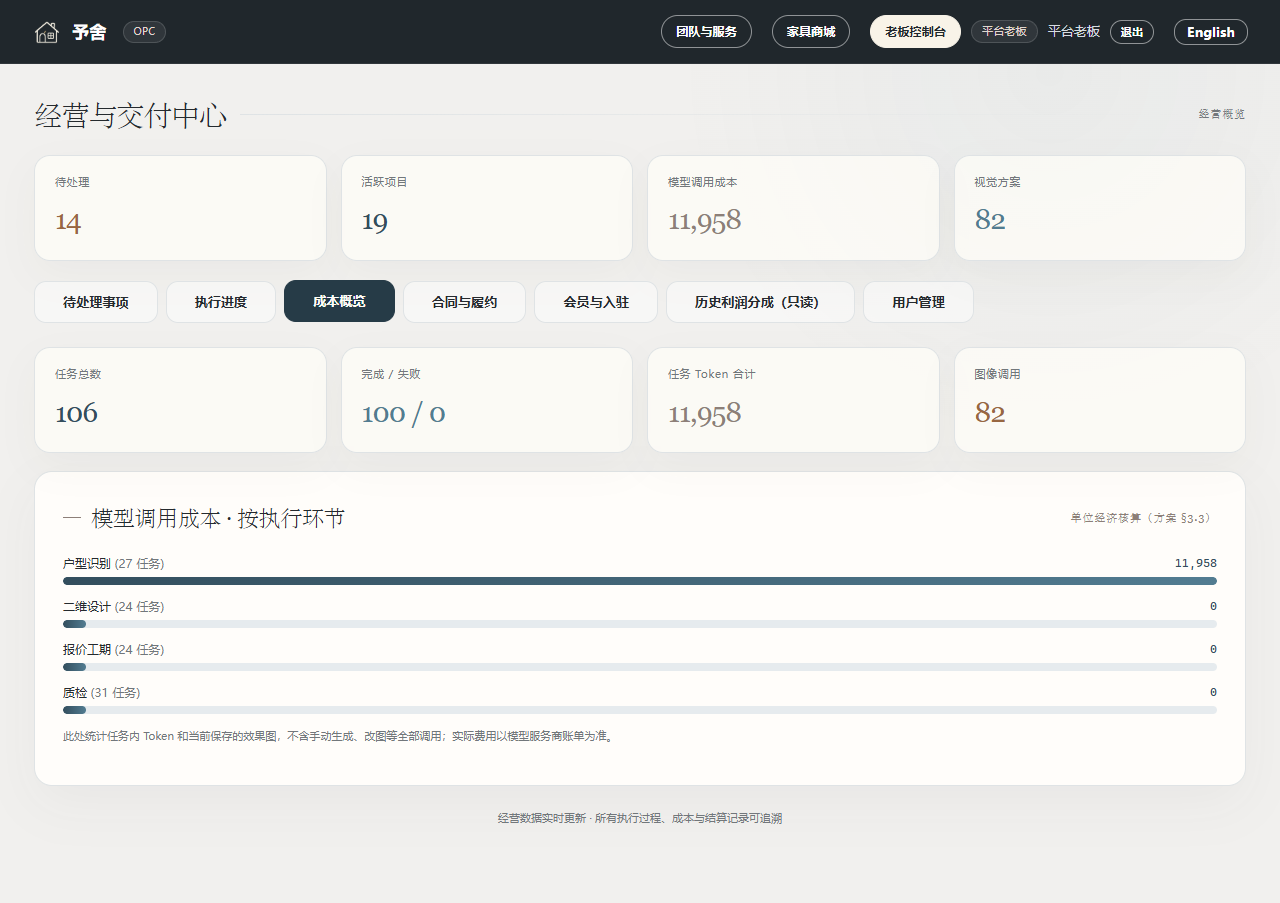 予舍 OPC 团队与服务 家具商城 老板控制台 平台老板 平台老板 退出 English
经营与交付中心 经营概览
待处理 活跃项目 模型调用成本 视觉方案
14 19 11,958 82
待处理事项 执行进度 成本概览 合同与履约 会员与入驻 历史利润分成（只读） 用户管理
任务总数 完成 / 失败 任务 Token 合计 图像调用
106 100 / 0 11,958 82
— 模型调用成本 · 按执行环节 单位经济核算（方案 §3.3）
户型识别 (27 任务) 11,958
二维设计 (24 任务) 0
报价工期 (24 任务) 0
质检 (31 任务) 0
此处统计任务内 Token 和当前保存的效果图，不含手动生成、改图等全部调用；实际费用以模型服务商账单为准。
经营数据实时更新 · 所有执行过程、成本与结算记录可追溯